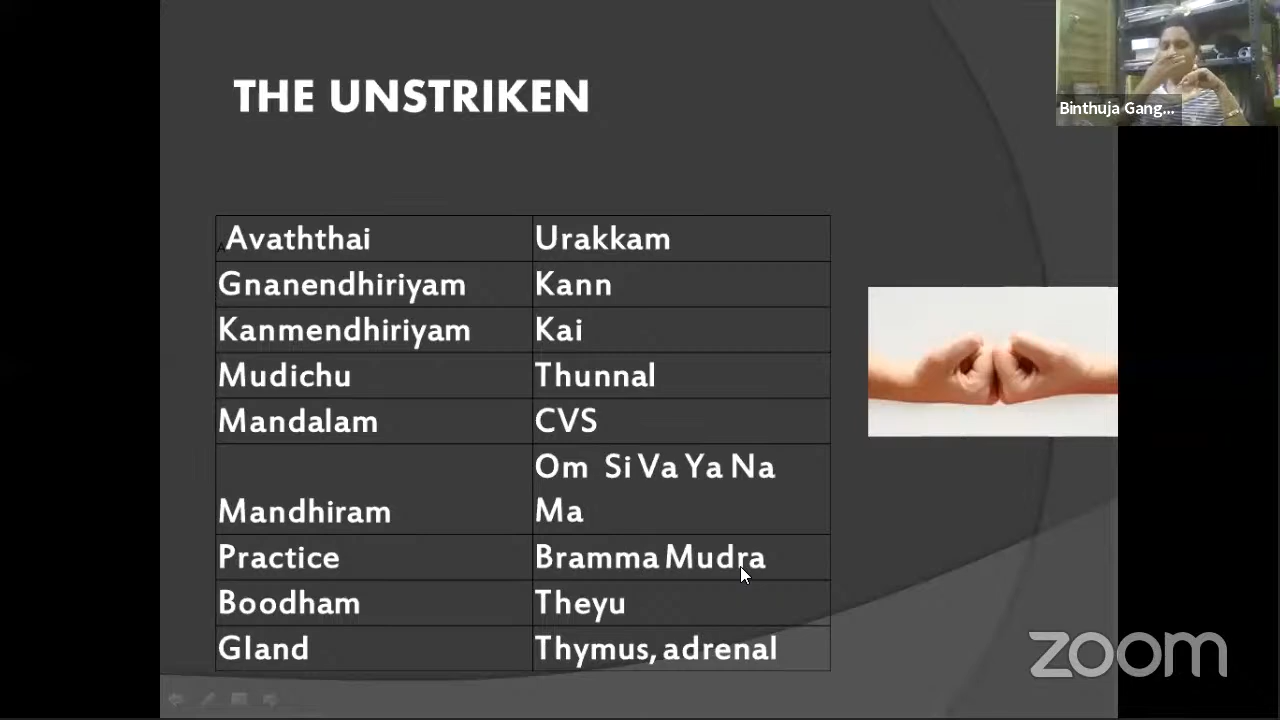 THE UNSTRIKEN
Binthuja Gang...
Avaththai Urakkam
Gnanendhiriyam Kann
Kanmendhiriyam Kai
Mudichu Thunnal
Mandalam CVS
Om Si Va Ya Na
Mandhiram Ma
Practice Bramma Mudra
Boodham Theyu
Gland Thymus, adrenal
zoom